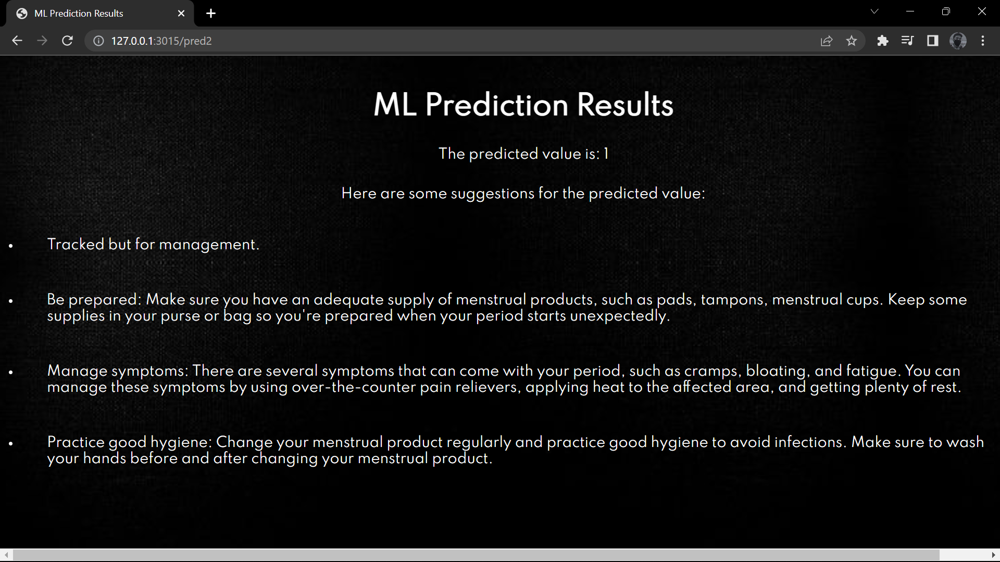 ML Prediction Results
127.0.0.1:3015/pred2
ML Prediction Results
The predicted value is: 1
Here are some suggestions for the predicted value:
• Tracked but for management.
• Be prepared: Make sure you have an adequate supply of menstrual products, such as pads, tampons, menstrual cups. Keep some
supplies in your purse or bag so you're prepared when your period starts unexpectedly.
• Manage symptoms: There are several symptoms that can come with your period, such as cramps, bloating, and fatigue. You can
manage these symptoms by using over-the-counter pain relievers, applying heat to the affected area, and getting plenty of rest.
• Practice good hygiene: Change your menstrual product regularly and practice good hygiene to avoid infections. Make sure to wash
your hands before and after changing your menstrual product.